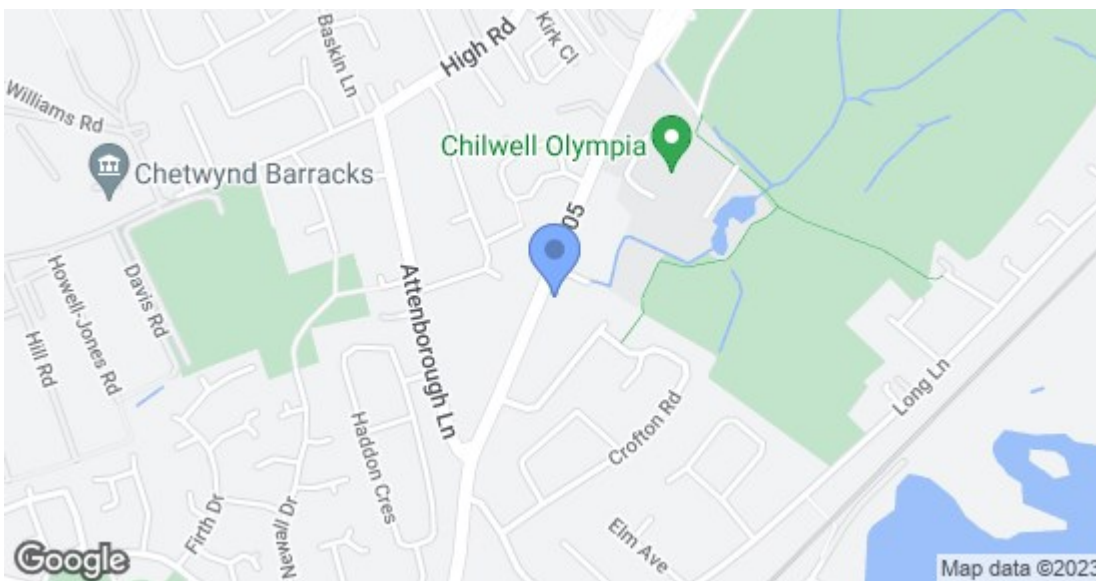 Baskin Ln
High Rd
Kirk Cl
Williams Rd
Chilwell Olympia
Chetwynd Barracks
05
Davis Rd
Howell-Jones Rd
Hill Rd
Attenborough Ln
Long Ln
Haddon Cres
Crofton Rd
Firth Dr
Newall Dr
Elm Ave
Google
Map data ©2023